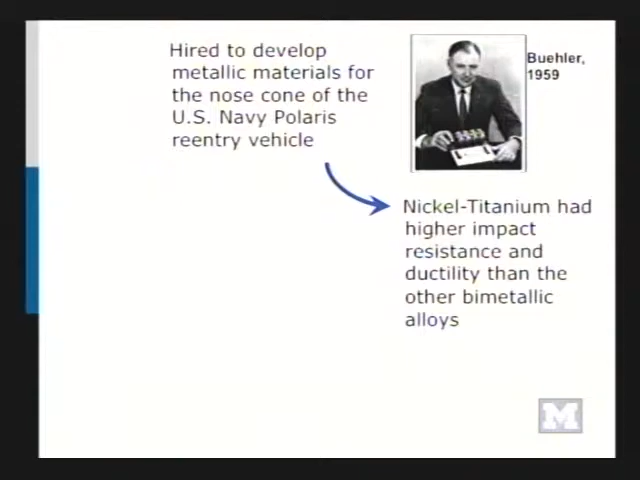 Hired to develop
metallic materials for
the nose cone of the
U.S. Navy Polaris
reentry vehicle
Buehler,
1959
Nickel-Titanium had
higher impact
resistance and
ductility than the
other bimetallic
alloys
M